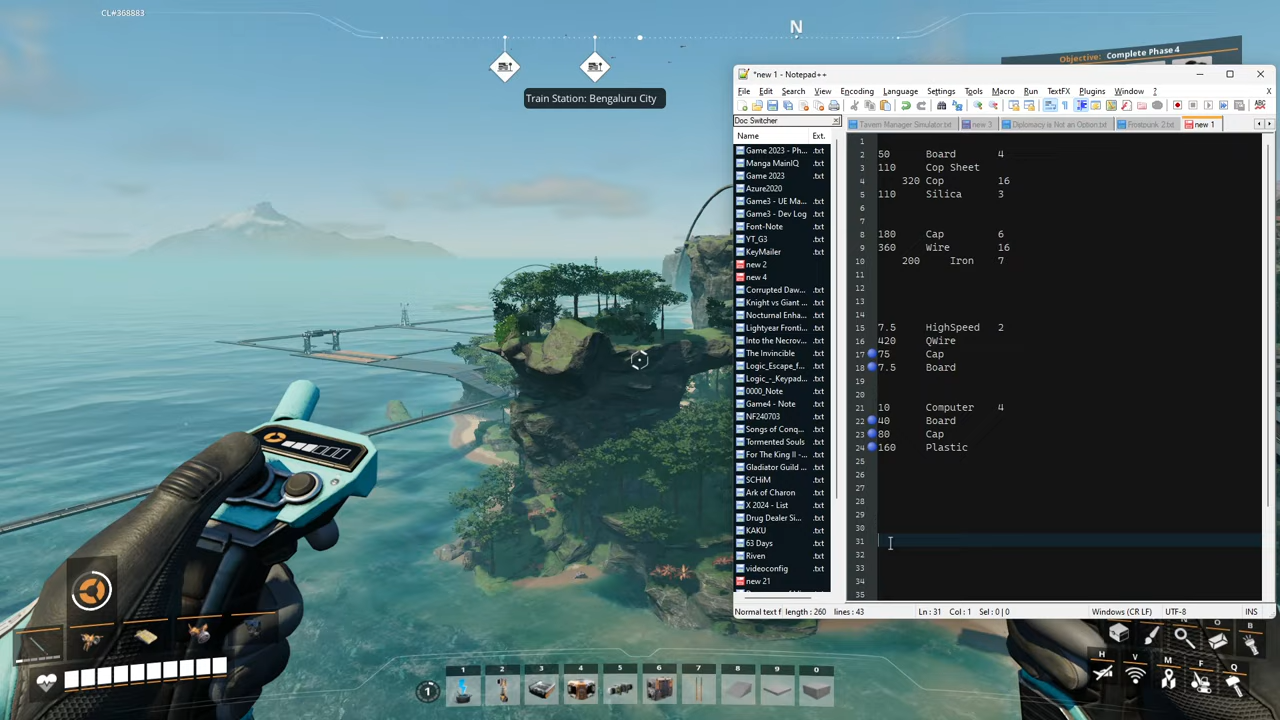 CL#368883
N
Train Station: Bengaluru City
Objective: Complete Phase 4
*new 1 - Notepad++
File Edit Search View Encoding Language Settings Tools Macro Run TextFX Plugins Window ?
X
Doc Switcher
Tavern Manager Simulator.txt new 3 Diplomacy is Not an Option.txt Frostpunk 2.txt new 1
Name Ext.
Game 2023 - Ph... .txt
Manga MainIQ .txt
Game 2023 .txt
Azure2020 .txt
Game3 - UE Ma... .txt
Game3 - Dev Log .txt
Font-Note .txt
YT_G3 .txt
KeyMailer .txt
new 2
new 4
Corrupted Daw... .txt
Knight vs Giant ... .txt
Nocturnal Enha... .txt
Lightyear Fronti... .txt
Into the Necrov... .txt
The Invincible .txt
Logic_Escape_f... .txt
Logic_-_Keypad... .txt
0000_Note .txt
Game4 - Note .txt
NF240703 .txt
Songs of Conq... .txt
Tormented Souls .txt
For The King II -... .txt
Gladiator Guild ... .txt
SCHiM .txt
Ark of Charon .txt
X 2024 - List .txt
Drug Dealer Si... .txt
KAKU .txt
63 Days .txt
Riven .txt
videoconfig .txt
new 21
1
2 50 Board 4
3 110 Cop Sheet
4 320 Cop 16
5 110 Silica 3
6
7
8 180 Cap 6
9 360 Wire 16
10 200 Iron 7
11
12
13
14
15 7.5 HighSpeed 2
16 420 QWire
17 75 Cap
18 7.5 Board
19
20
21 10 Computer 4
22 40 Board
23 80 Cap
24 160 Plastic
25
26
27
28
29
30
31
32
33
34
35
Normal text f length : 260 lines : 43 Ln : 31 Col : 1 Sel : 0 | 0 Windows (CR LF) UTF-8 INS
1
1 2 3 4 5 6 7 8 9 0
N O B
H V M F Q